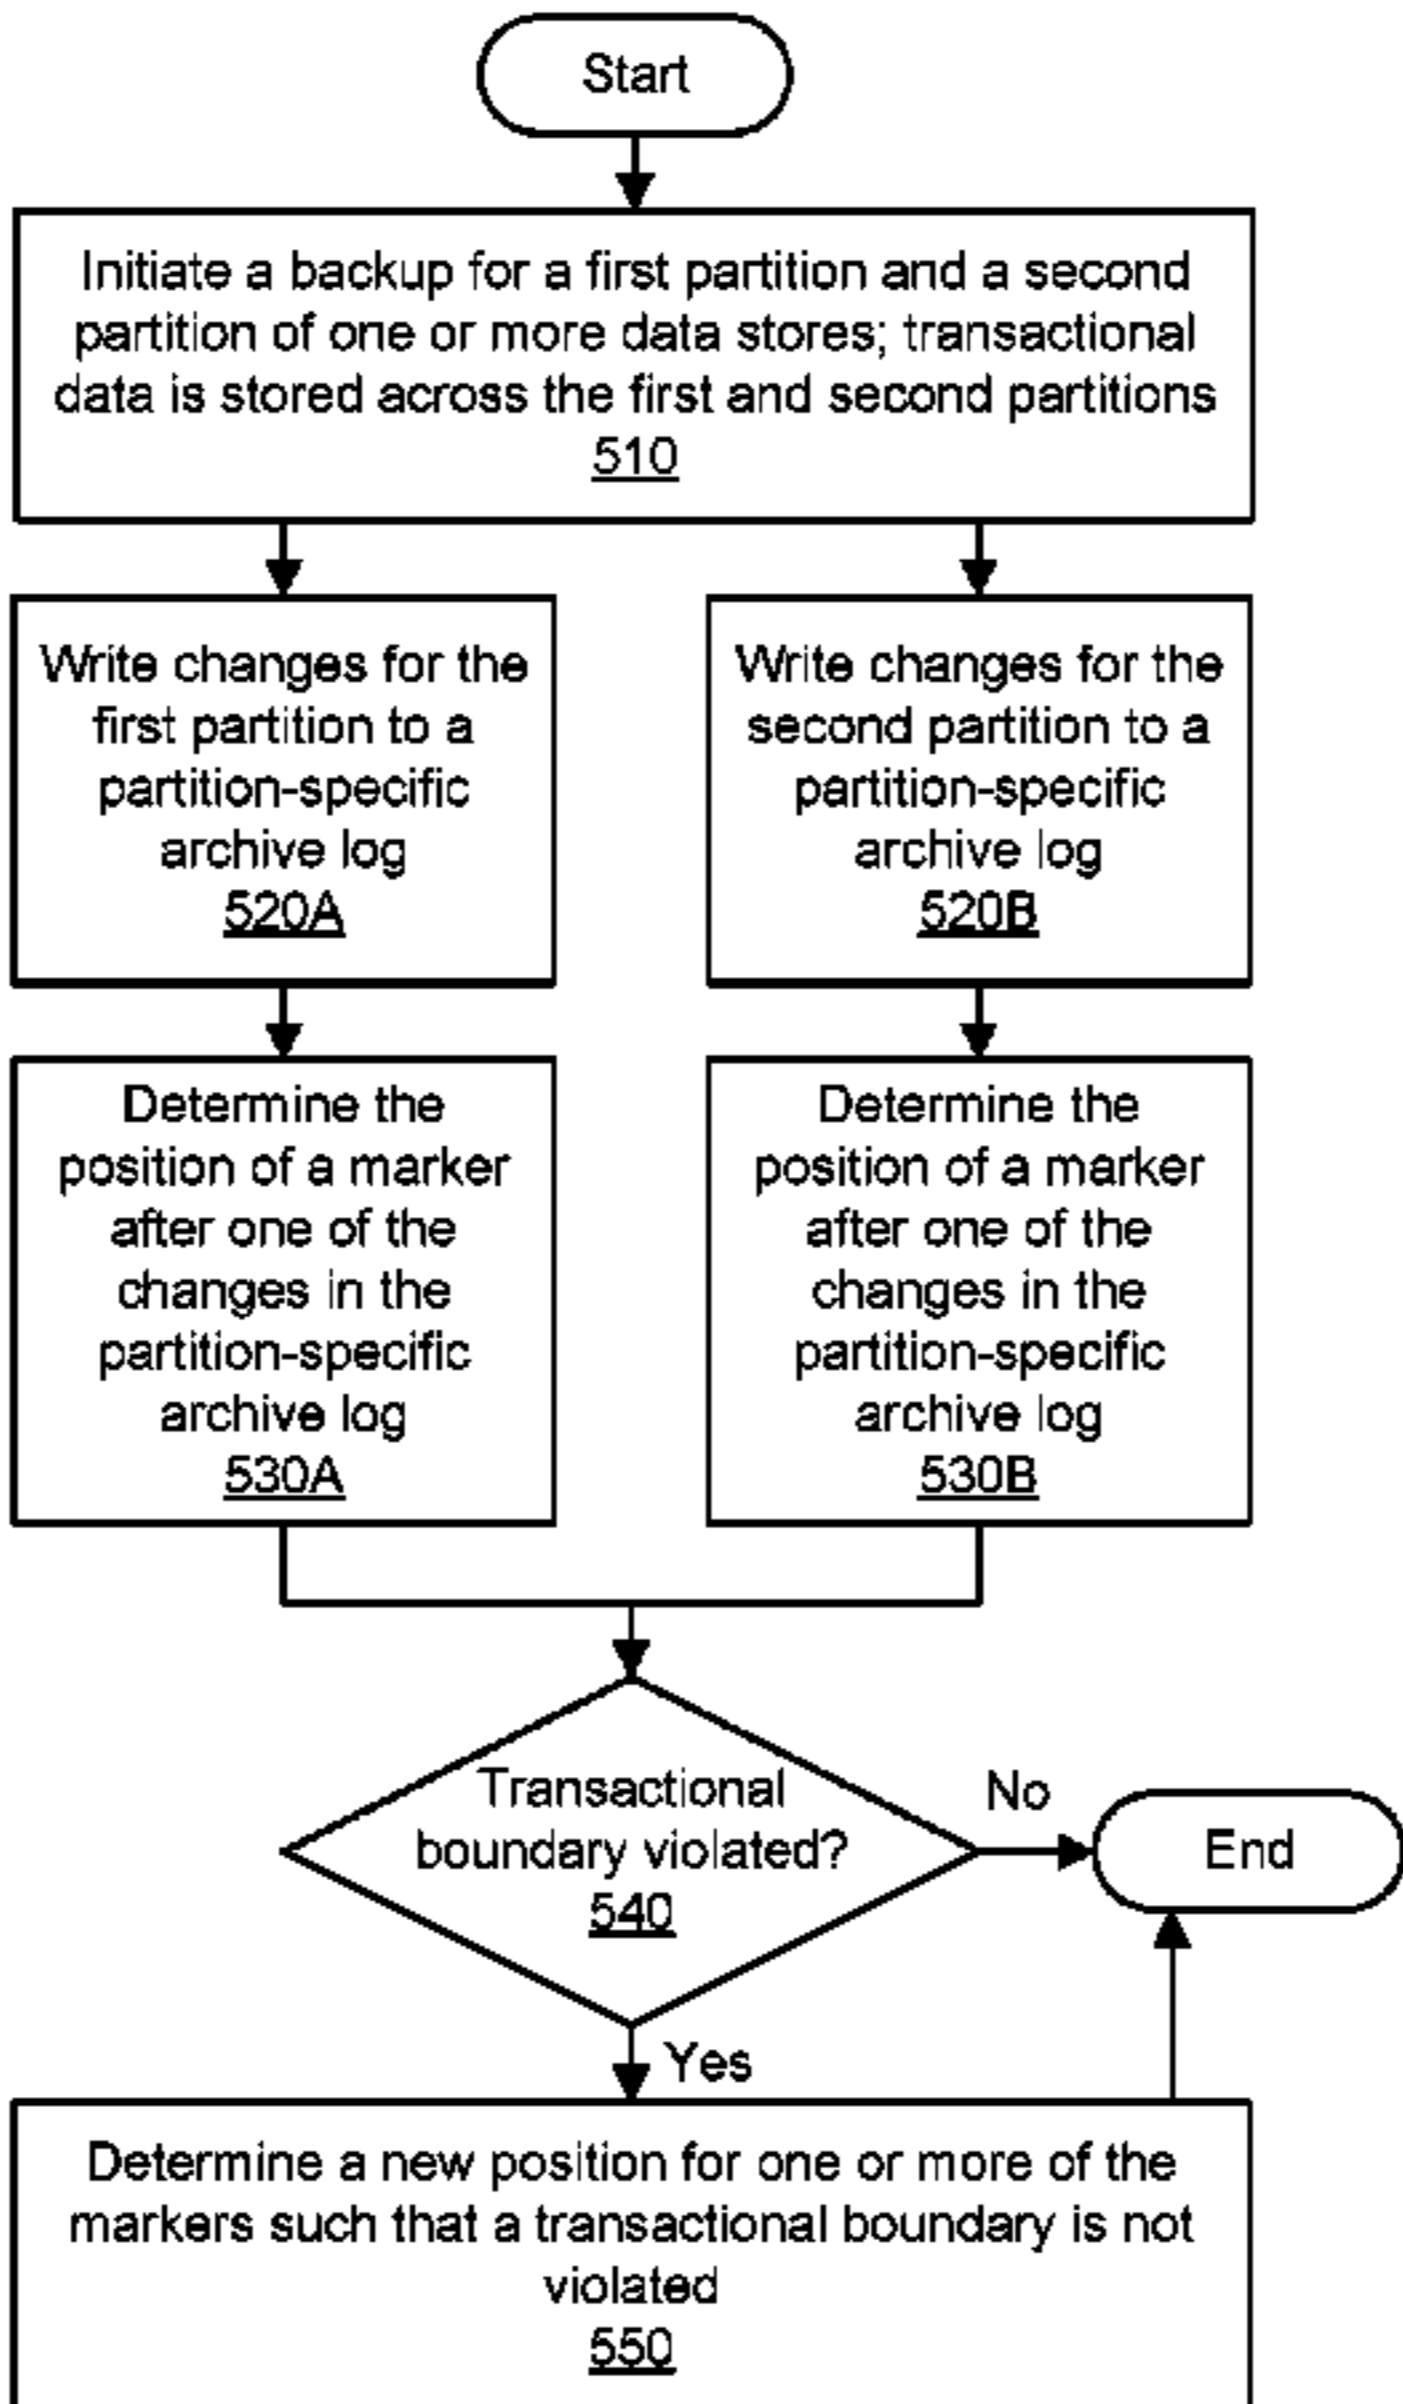 Start
Initiate a backup for a first partition and a second
partition of one or more data stores; transactional
data is stored across the first and second partitions
510
Write changes for the
first partition to a
partition-specific
archive log
520A
Write changes for the
second partition to a
partition-specific
archive log
520B
Determine the
position of a marker
after one of the
changes in the
partition-specific
archive log
530A
Determine the
position of a marker
after one of the
changes in the
partition-specific
archive log
530B
Transactional
boundary violated?
540
No
End
Yes
Determine a new position for one or more of the
markers such that a transactional boundary is not
violated
550